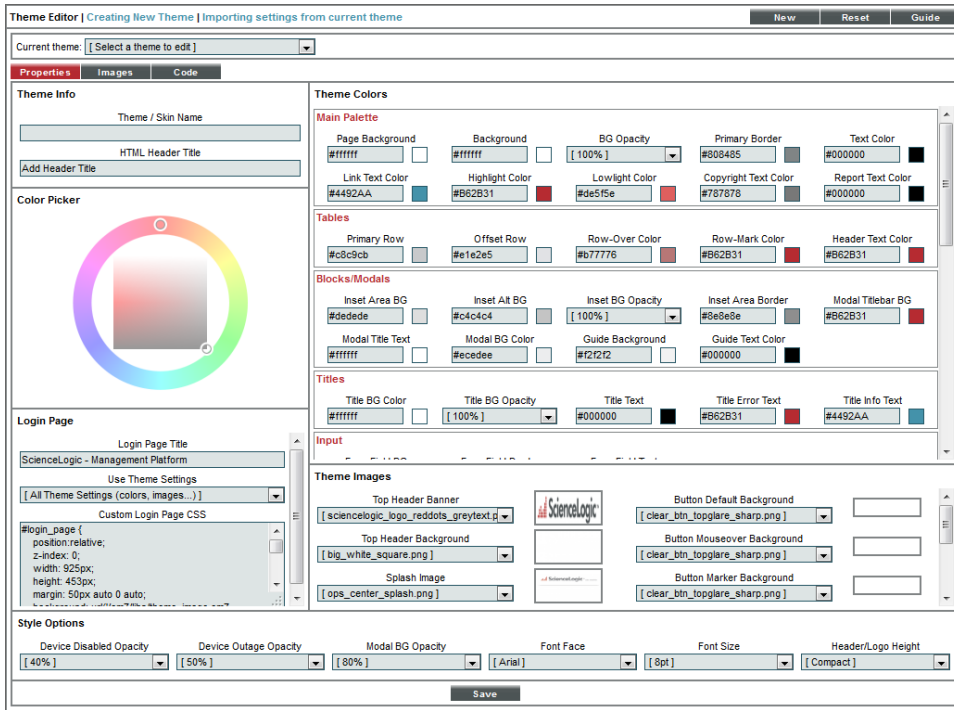 Theme Editor | Creating New Theme | Importing settings from current theme
New Reset Guide
Current theme: [ Select a theme to edit ]
Properties Images Code
Theme Info
Theme / Skin Name
HTML Header Title
Add Header Title
Color Picker
Login Page
Login Page Title
ScienceLogic - Management Platform
Use Theme Settings
[ All Theme Settings (colors, images...) ]
Custom Login Page CSS
#login_page {
position:relative;
z-index: 0;
width: 925px;
height: 453px;
margin: 50px auto 0 auto;
Theme Colors
Main Palette
Page Background Background BG Opacity Primary Border Text Color
#ffffff #ffffff [ 100% ] #808485 #000000
Link Text Color Highlight Color Lowlight Color Copyright Text Color Report Text Color
#4492AA #B62B31 #de5f5e #787878 #000000
Tables
Primary Row Offset Row Row-Over Color Row-Mark Color Header Text Color
#c8c9cb #e1e2e5 #b77776 #B62B31 #B62B31
Blocks/Modals
Inset Area BG Inset Alt BG Inset BG Opacity Inset Area Border Modal Titlebar BG
#dedede #c4c4c4 [ 100% ] #8e8e8e #B62B31
Modal Title Text Modal BG Color Guide Background Guide Text Color
#ffffff #ecedee #f2f2f2 #000000
Titles
Title BG Color Title BG Opacity Title Text Title Error Text Title Info Text
#ffffff [ 100% ] #000000 #B62B31 #4492AA
Input
Theme Images
Top Header Banner
[ sciencelogic_logo_reddots_greytext.p
ScienceLogic
Button Default Background
[ clear_btn_topglare_sharp.png ]
Top Header Background
[ big_white_square.png ]
Button Mouseover Background
[ clear_btn_topglare_sharp.png ]
Splash Image
[ ops_center_splash.png ]
ScienceLogic
Button Marker Background
[ clear_btn_topglare_sharp.png ]
Style Options
Device Disabled Opacity Device Outage Opacity Modal BG Opacity Font Face Font Size Header/Logo Height
[ 40% ] [ 50% ] [ 80% ] [ Arial ] [ 8pt ] [ Compact ]
Save